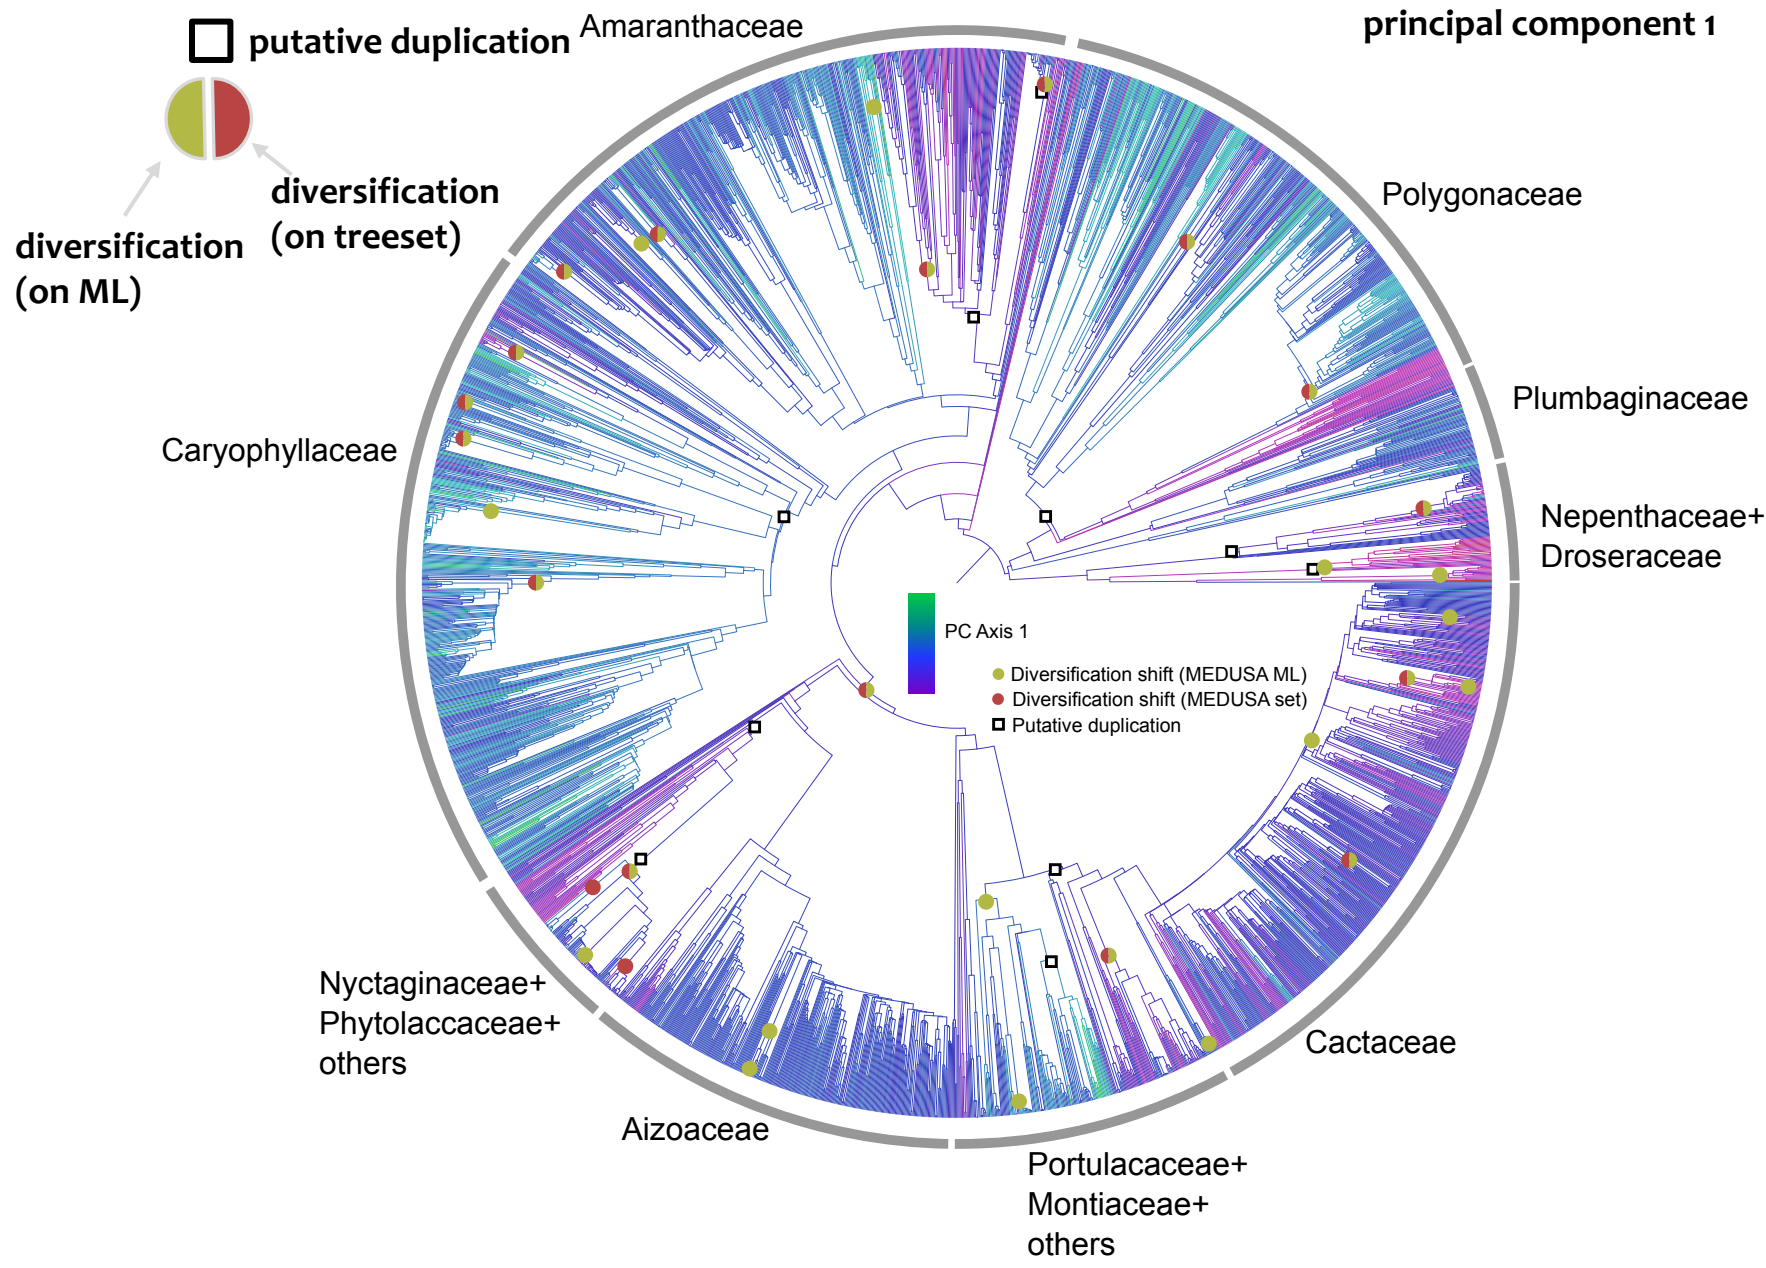 putative duplication
Amaranthaceae
principal component 1
diversification
(on treeset)
diversification
(on ML)
Polygonaceae
Plumbaginaceae
Caryophyllaceae
Nepenthaceae+
Droseraceae
PC Axis 1
Diversification shift (MEDUSA ML)
Diversification shift (MEDUSA set)
Putative duplication
Nyctaginaceae+
Phytolaccaceae+
others
Cactaceae
Aizoaceae
Portulacaceae+
Montiaceae+
others